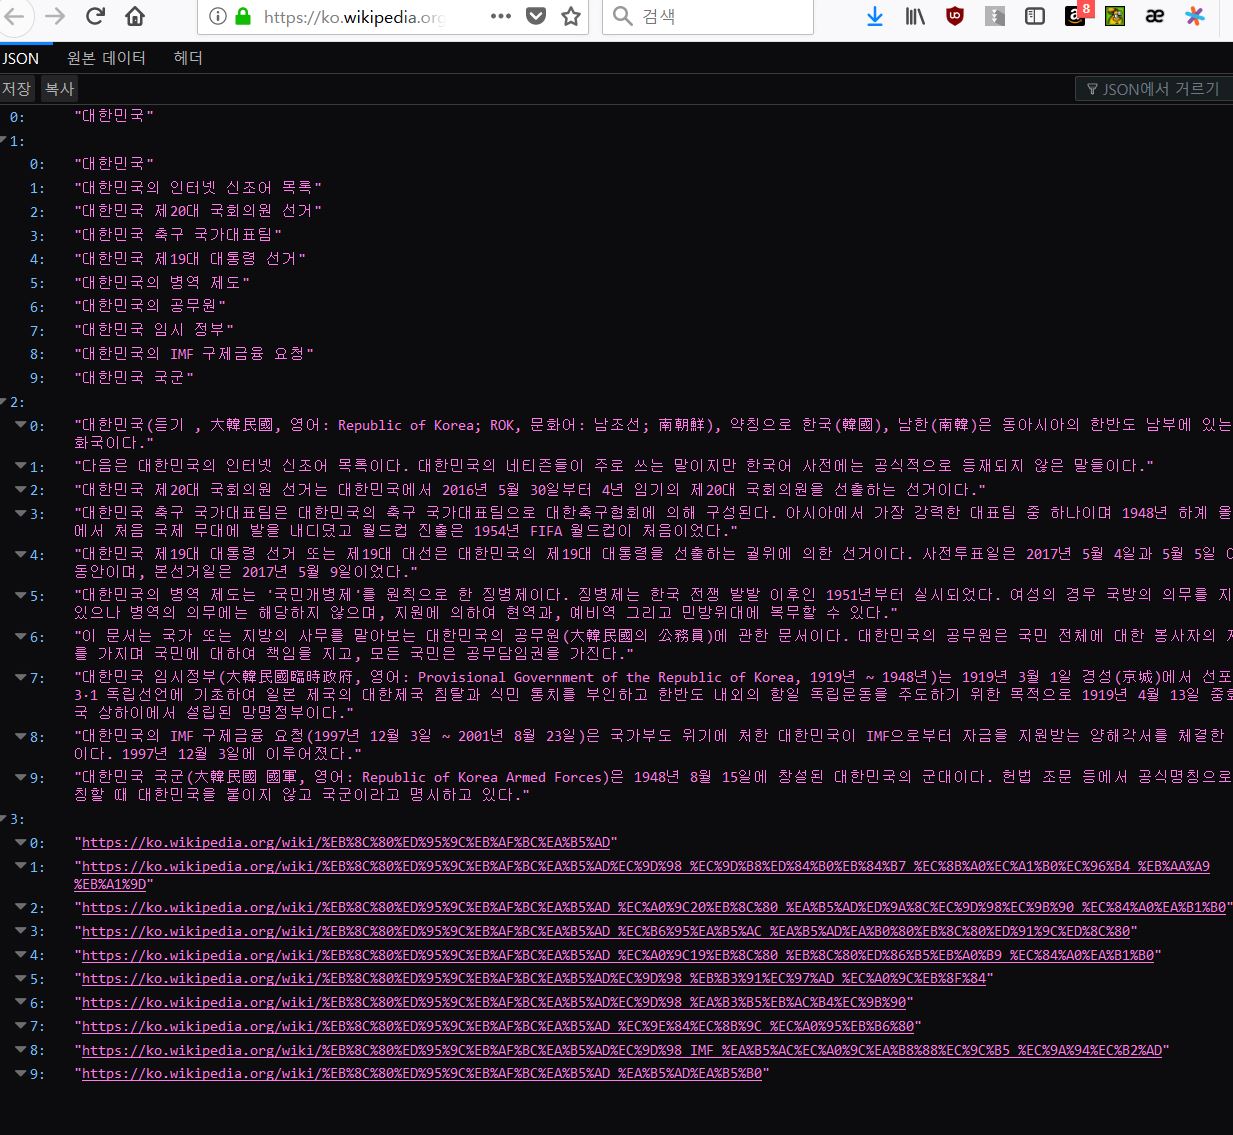 https://ko.wikipedia.org
검색
8
JSON 원본 데이터 헤더
저장 복사 JSON에서 거르기
0: "대한민국"
1:
0: "대한민국"
1: "대한민국의 인터넷 신조어 목록"
2: "대한민국 제20대 국회의원 선거"
3: "대한민국 축구 국가대표팀"
4: "대한민국 제19대 대통령 선거"
5: "대한민국의 병역 제도"
6: "대한민국의 공무원"
7: "대한민국 임시 정부"
8: "대한민국의 IMF 구제금융 요청"
9: "대한민국 국군"
2:
0: "대한민국(듣기 , 大韓民國, 영어: Republic of Korea; ROK, 문화어: 남조선; 南朝鮮), 약칭으로 한국(韓國), 남한(南韓)은 동아시아의 한반도 남부에 있는
화국이다."
1: "다음은 대한민국의 인터넷 신조어 목록이다. 대한민국의 네티즌들이 주로 쓰는 말이지만 한국어 사전에는 공식적으로 등재되지 않은 말들이다."
2: "대한민국 제20대 국회의원 선거는 대한민국에서 2016년 5월 30일부터 4년 임기의 제20대 국회의원을 선출하는 선거이다."
3: "대한민국 축구 국가대표팀은 대한민국의 축구 국가대표팀으로 대한축구협회에 의해 구성된다. 아시아에서 가장 강력한 대표팀 중 하나이며 1948년 하계 올
에서 처음 국제 무대에 발을 내디뎠고 월드컵 진출은 1954년 FIFA 월드컵이 처음이었다."
4: "대한민국 제19대 대통령 선거 또는 제19대 대선은 대한민국의 제19대 대통령을 선출하는 궐위에 의한 선거이다. 사전투표일은 2017년 5월 4일과 5월 5일 이
동안이며, 본선거일은 2017년 5월 9일이었다."
5: "대한민국의 병역 제도는 '국민개병제'를 원칙으로 한 징병제이다. 징병제는 한국 전쟁 발발 이후인 1951년부터 실시되었다. 여성의 경우 국방의 의무를 지
있으나 병역의 의무에는 해당하지 않으며, 지원에 의하여 현역과, 예비역 그리고 민방위대에 복무할 수 있다."
6: "이 문서는 국가 또는 지방의 사무를 맡아보는 대한민국의 공무원(大韓民國의 公務員)에 관한 문서이다. 대한민국의 공무원은 국민 전체에 대한 봉사자의 지
를 가지며 국민에 대하여 책임을 지고, 모든 국민은 공무담임권을 가진다."
7: "대한민국 임시정부(大韓民國臨時政府, 영어: Provisional Government of the Republic of Korea, 1919년 ~ 1948년)는 1919년 3월 1일 경성(京城)에서 선포
3·1 독립선언에 기초하여 일본 제국의 대한제국 침탈과 식민 통치를 부인하고 한반도 내외의 항일 독립운동을 주도하기 위한 목적으로 1919년 4월 13일 중화
국 상하이에서 설립된 망명정부이다."
8: "대한민국의 IMF 구제금융 요청(1997년 12월 3일 ~ 2001년 8월 23일)은 국가부도 위기에 처한 대한민국이 IMF으로부터 자금을 지원받는 양해각서를 체결한
이다. 1997년 12월 3일에 이루어졌다."
9: "대한민국 국군(大韓民國 國軍, 영어: Republic of Korea Armed Forces)은 1948년 8월 15일에 창설된 대한민국의 군대이다. 헌법 조문 등에서 공식명칭으로
칭할 때 대한민국을 붙이지 않고 국군이라고 명시하고 있다."
3:
0: "https://ko.wikipedia.org/wiki/%EB%8C%80%ED%95%9C%EB%AF%BC%EA%B5%AD"
1: "https://ko.wikipedia.org/wiki/%EB%8C%80%ED%95%9C%EB%AF%BC%EA%B5%AD%EC%9D%98_%EC%9D%B8%ED%84%B0%EB%84%B7_%EC%8B%A0%EC%A1%B0%EC%96%B4_%EB%AA%A9
%EB%A1%9D"
2: "https://ko.wikipedia.org/wiki/%EB%8C%80%ED%95%9C%EB%AF%BC%EA%B5%AD_%EC%A0%9C20%EB%8C%80_%EA%B5%AD%ED%9A%8C%EC%9D%98%EC%9B%90_%EC%84%A0%EA%B1%B0"
3: "https://ko.wikipedia.org/wiki/%EB%8C%80%ED%95%9C%EB%AF%BC%EA%B5%AD_%EC%B6%95%EA%B5%AC_%EA%B5%AD%EA%B0%80%EB%8C%80%ED%91%9C%ED%8C%80"
4: "https://ko.wikipedia.org/wiki/%EB%8C%80%ED%95%9C%EB%AF%BC%EA%B5%AD_%EC%A0%9C19%EB%8C%80_%EB%8C%80%ED%86%B5%EB%A0%B9_%EC%84%A0%EA%B1%B0"
5: "https://ko.wikipedia.org/wiki/%EB%8C%80%ED%95%9C%EB%AF%BC%EA%B5%AD%EC%9D%98_%EB%B3%91%EC%97%AD_%EC%A0%9C%EB%8F%84"
6: "https://ko.wikipedia.org/wiki/%EB%8C%80%ED%95%9C%EB%AF%BC%EA%B5%AD%EC%9D%98_%EA%B3%B5%EB%AC%B4%EC%9B%90"
7: "https://ko.wikipedia.org/wiki/%EB%8C%80%ED%95%9C%EB%AF%BC%EA%B5%AD_%EC%9E%84%EC%8B%9C_%EC%A0%95%EB%B6%80"
8: "https://ko.wikipedia.org/wiki/%EB%8C%80%ED%95%9C%EB%AF%BC%EA%B5%AD%EC%9D%98_IMF_%EA%B5%AC%EC%A0%9C%EA%B8%88%EC%9C%B5_%EC%9A%94%EC%B2%AD"
9: "https://ko.wikipedia.org/wiki/%EB%8C%80%ED%95%9C%EB%AF%BC%EA%B5%AD_%EA%B5%AD%EA%B5%B0"